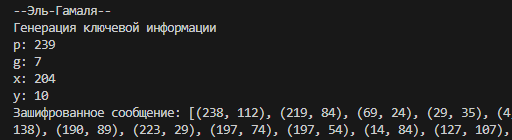 --Эль-Гамаля--
Генерация ключевой информации
p: 239
g: 7
x: 204
y: 10
Зашифрованное сообщение: [(238, 112), (219, 84), (69, 24), (29, 35), (4
138), (190, 89), (223, 29), (197, 74), (197, 54), (14, 84), (127, 107),